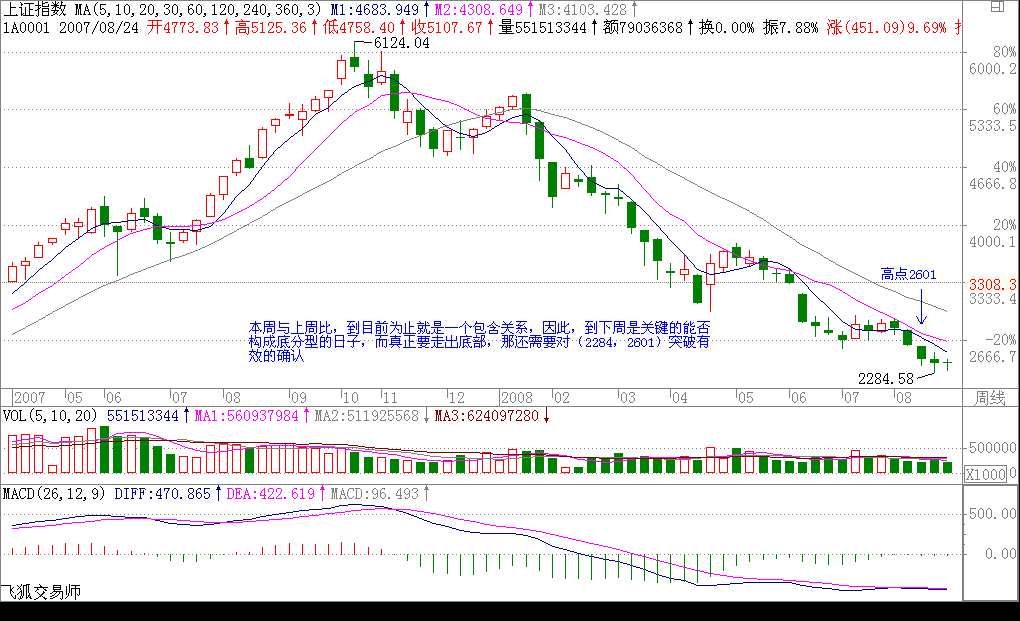 上证指数 MA(5,10,20,30,60,120,240,360,3) M1:4683.949↑ M2:4308.649↑ M3:4103.428↑
1A0001 2007/08/24 开4773.83↑高5125.36↑低4758.40↑收5107.67↑量551513344↑额79036368↑换0.00% 振7.88% 涨(451.09)9.69%
6124.04
80%
6000.2
60%
5333.5
40%
4666.8
20%
4000.1
高点2601
3308.3
3333.4
本周与上周比，到目前为止就是一个包含关系，因此，到下周是关键的能否
构成底分型的日子，而真正要走出底部，那还需要对（2284，2601）突破有
效的确认
-20%
2666.7
2284.58
2007 05 06 07 08 09 10 11 12 2008 02 03 04 05 06 07 08 周线
VOL(5,10,20) 551513344↑MA1:560937984↑MA2:511925568↓MA3:624097280↓
5000000
X1000
MACD(26,12,9) DIFF:470.865↑DEA:422.619↑MACD:96.493↑
500.00
0.00
飞狐交易师